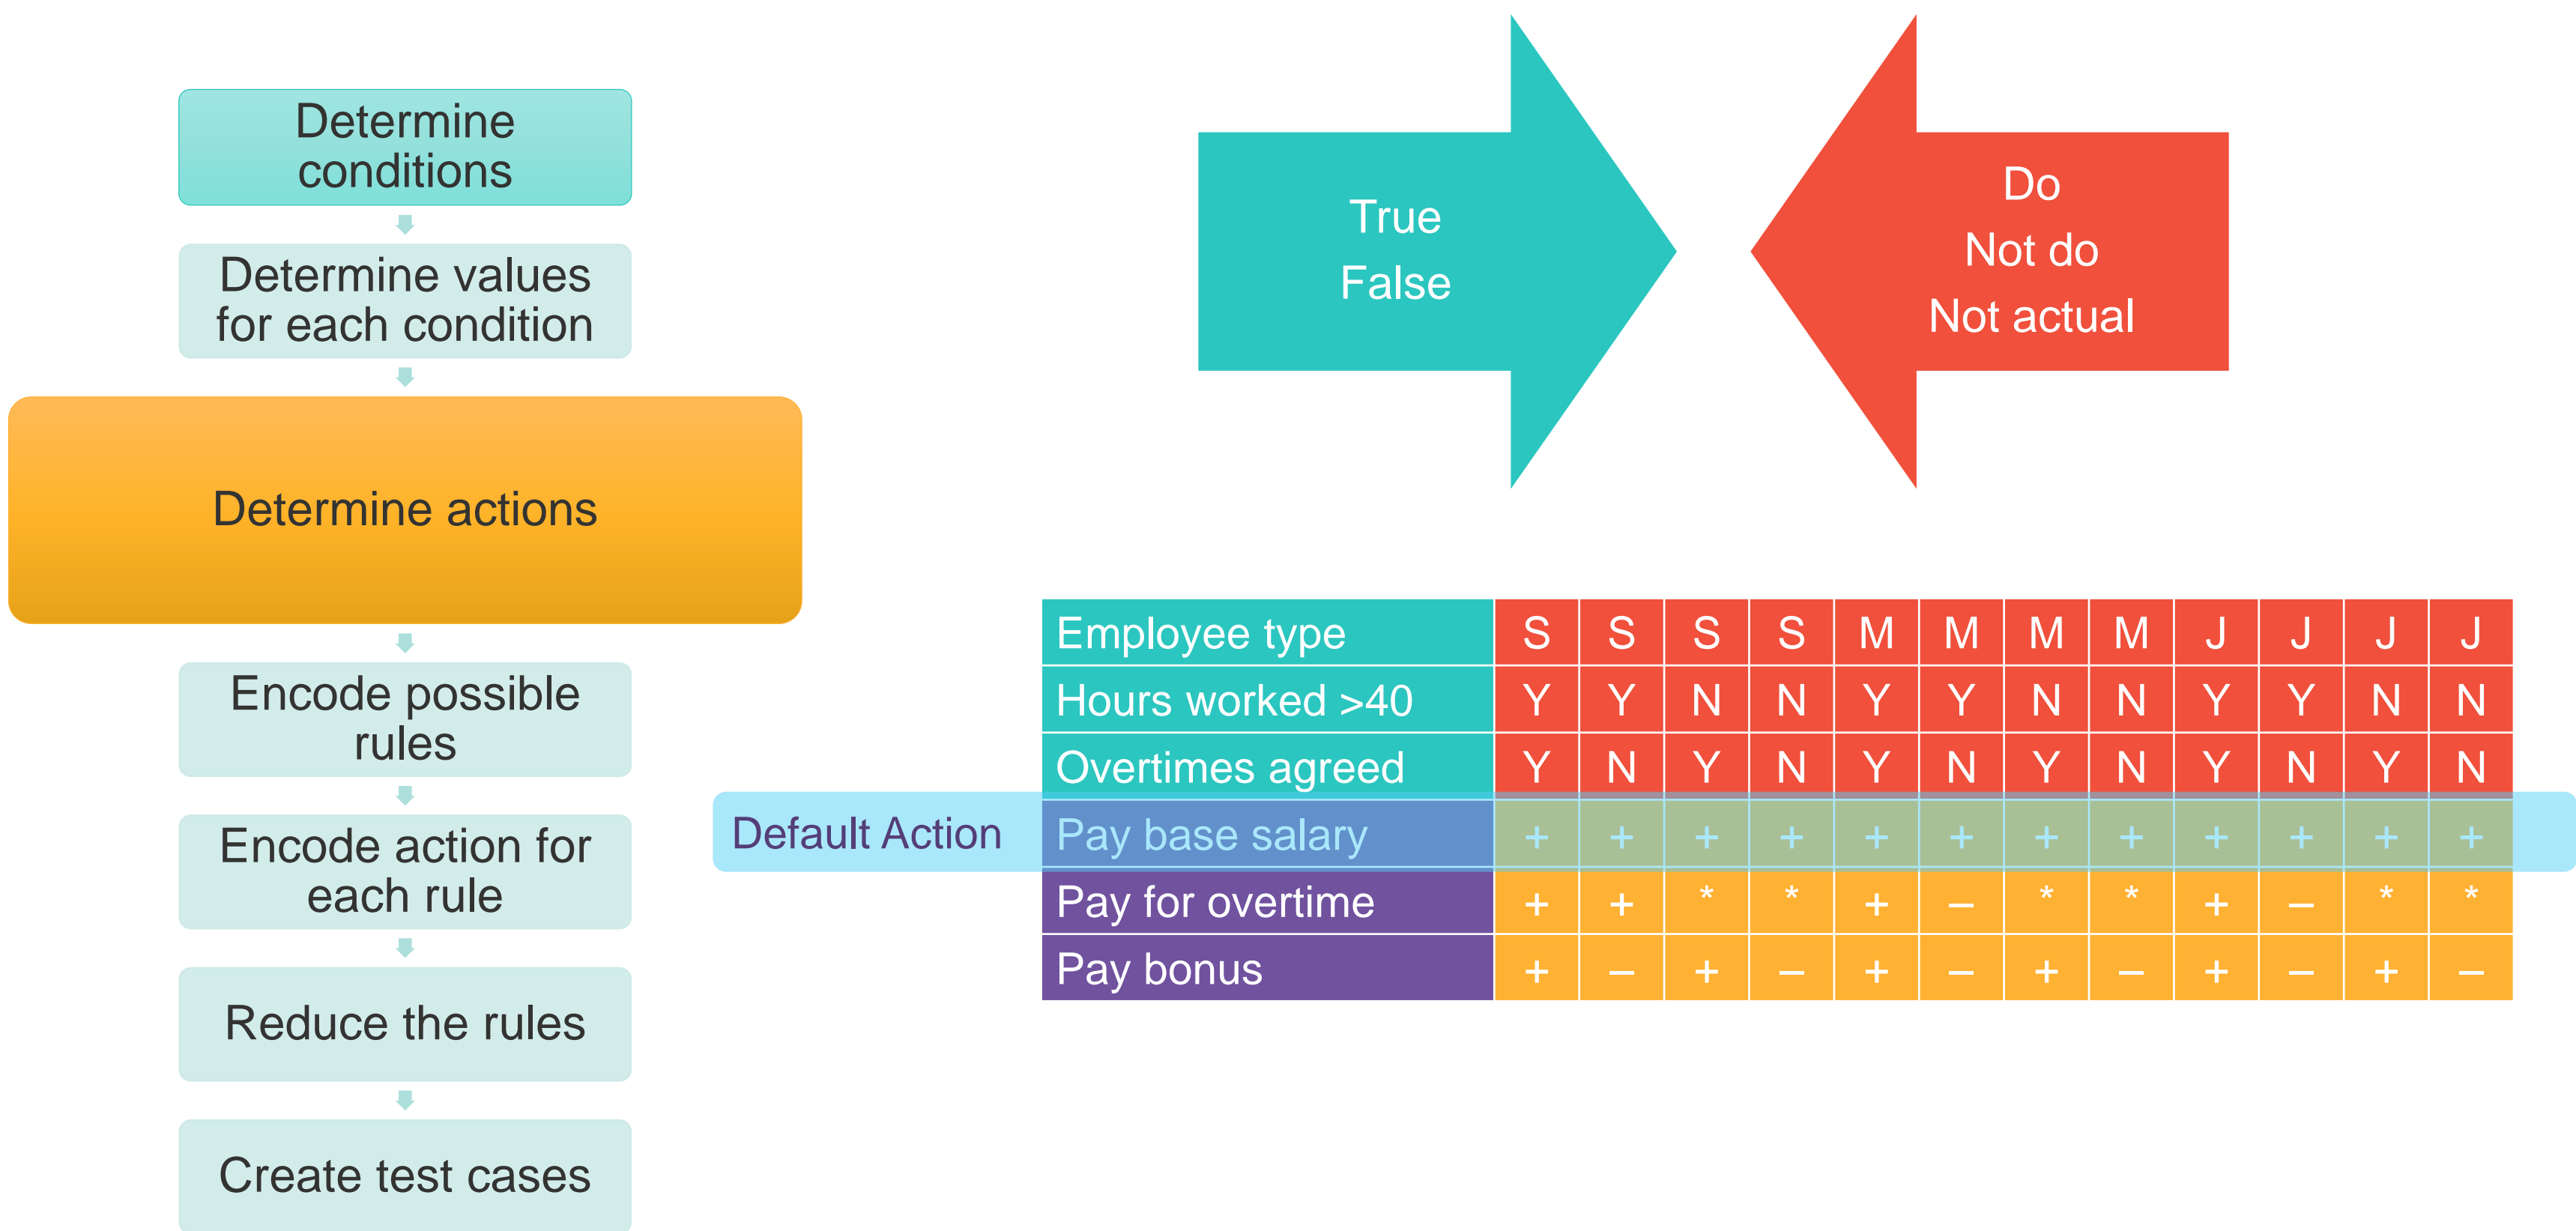 Determine
conditions
Determine values
for each condition
Determine actions
Encode possible
rules
Encode action for
each rule
Reduce the rules
Create test cases
True
False
Do
Not do
Not actual
Employee type S S S S M M M M J J J J
Hours worked >40 Y Y N N Y Y N N Y Y N N
Overtimes agreed Y N Y N Y N Y N Y N Y N
Default Action Pay base salary + + + + + + + + + + + +
Pay for overtime + + * * + – * * + – * *
Pay bonus + – + – + – + – + – + –